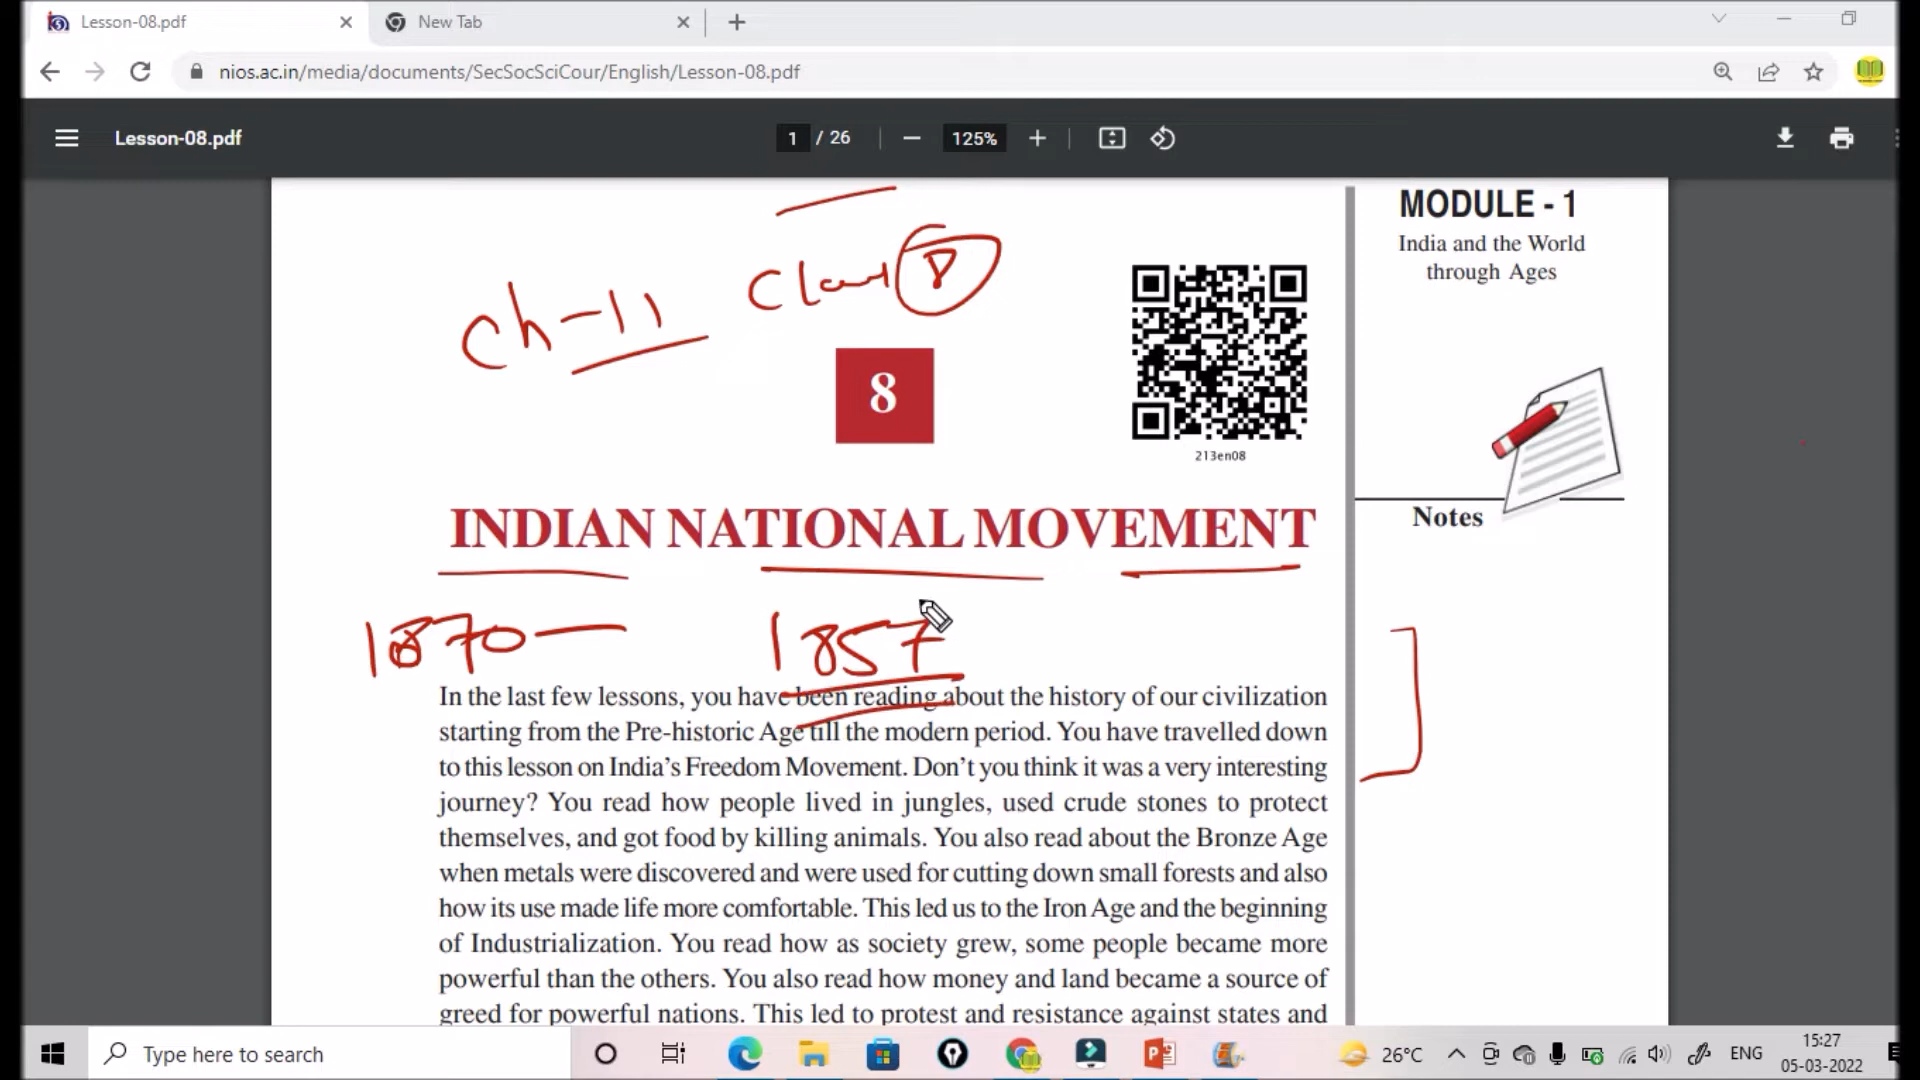 Lesson-08.pdf
New Tab
nios.ac.in/media/documents/SecSocSciCour/English/Lesson-08.pdf
Lesson-08.pdf
1 / 26
125%
MODULE - 1
India and the World
through Ages
Class 8
Ch-11
8
213en08
Notes
INDIAN NATIONAL MOVEMENT
1870 — 1857
In the last few lessons, you have been reading about the history of our civilization
starting from the Pre-historic Age till the modern period. You have travelled down
to this lesson on India's Freedom Movement. Don't you think it was a very interesting
journey? You read how people lived in jungles, used crude stones to protect
themselves, and got food by killing animals. You also read about the Bronze Age
when metals were discovered and were used for cutting down small forests and also
how its use made life more comfortable. This led us to the Iron Age and the beginning
of Industrialization. You read how as society grew, some people became more
powerful than the others. You also read how money and land became a source of
greed for powerful nations. This led to protest and resistance against states and
Type here to search
26°C
ENG
15:27
05-03-2022